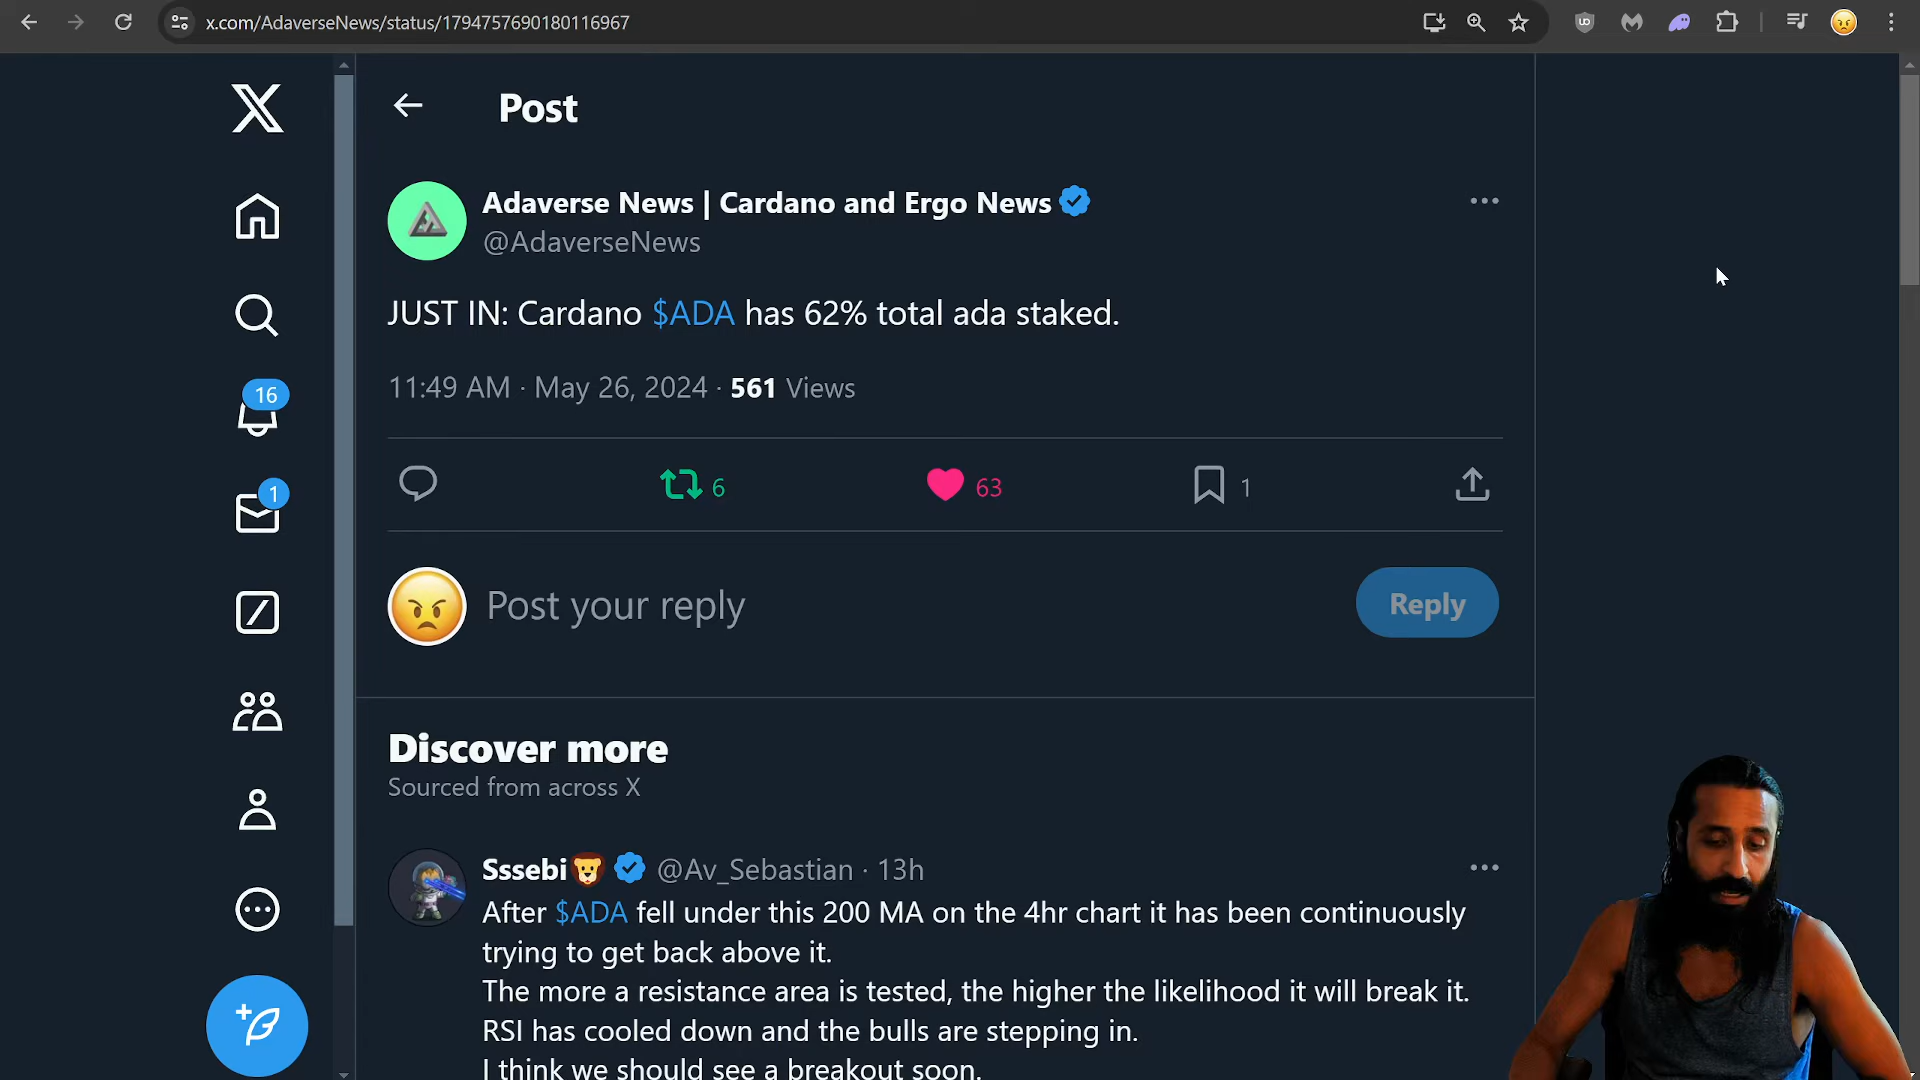 x.com/AdaverseNews/status/1794757690180116967
Post
Adaverse News | Cardano and Ergo News
@AdaverseNews
JUST IN: Cardano $ADA has 62% total ada staked.
11:49 AM · May 26, 2024 · 561 Views
16
6
63
1
1
Post your reply
Reply
Discover more
Sourced from across X
Sssebi🦁 @Av_Sebastian · 13h
After $ADA fell under this 200 MA on the 4hr chart it has been continuously
trying to get back above it.
The more a resistance area is tested, the higher the likelihood it will break it.
RSI has cooled down and the bulls are stepping in.
I think we should see a breakout soon.